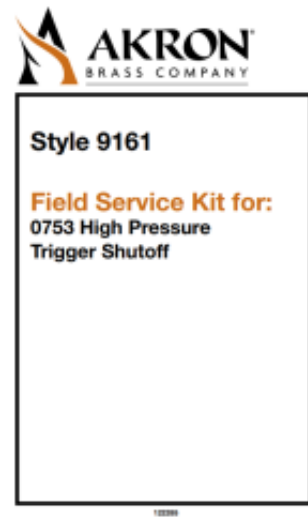 AKRON
BRASS COMPANY
Style 9161
Field Service Kit for:
0753 High Pressure
Trigger Shutoff